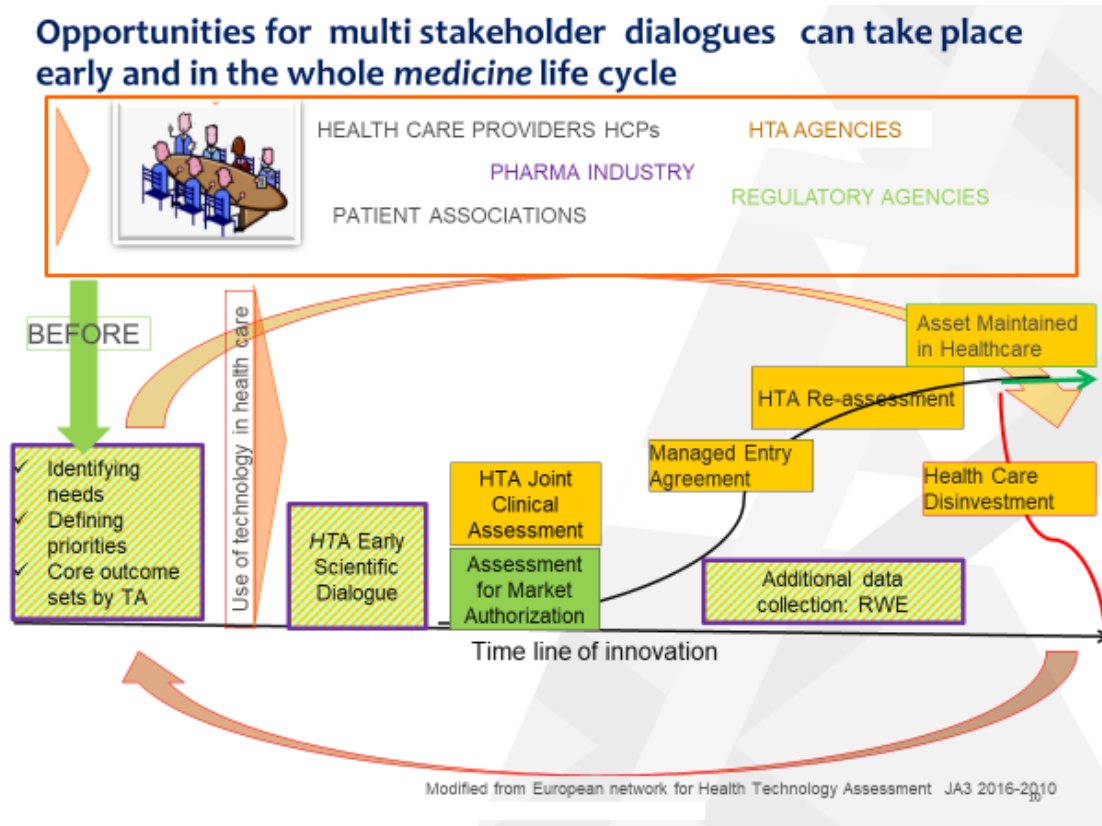 Opportunities for multi stakeholder dialogues can take place
early and in the whole medicine life cycle
HEALTH CARE PROVIDERS HCPs
HTA AGENCIES
PHARMA INDUSTRY
REGULATORY AGENCIES
PATIENT ASSOCIATIONS
BEFORE
Use of technology in health care
✓ Identifying
needs
✓ Defining
priorities
✓ Core outcome
sets by TA
HTA Early
Scientific
Dialogue
HTA Joint
Clinical
Assessment
Assessment
for Market
Authorization
Managed Entry
Agreement
HTA Re-assessment
Asset Maintained
in Healthcare
Health Care
Disinvestment
Additional data
collection: RWE
Time line of innovation
Modified from European network for Health Technology Assessment JA3 2016-2010
10